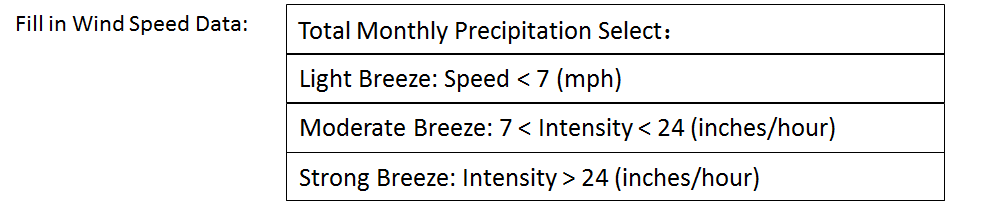 Fill in Wind Speed Data:
Total Monthly Precipitation Select：
Light Breeze: Speed < 7 (mph)
Moderate Breeze: 7 < Intensity < 24 (inches/hour)
Strong Breeze: Intensity > 24 (inches/hour)